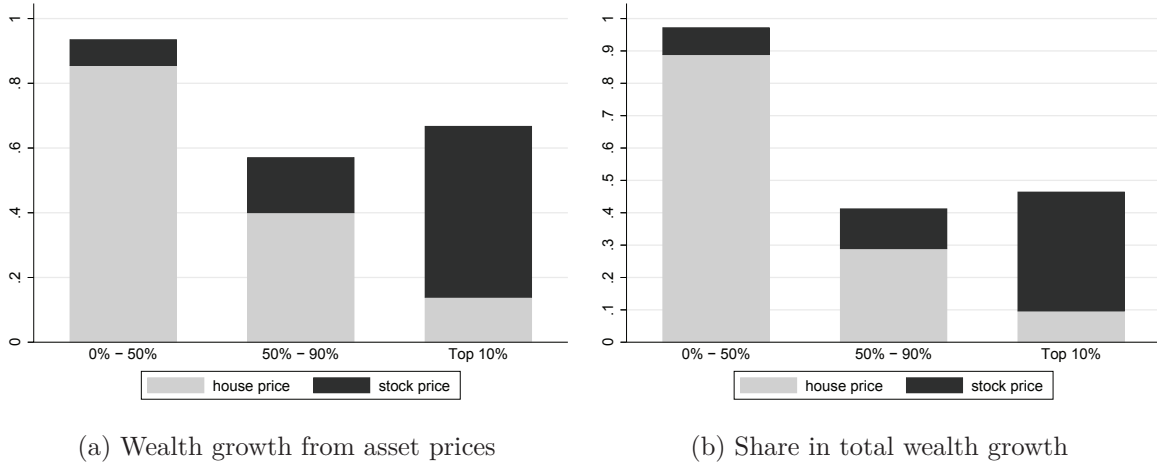 1
.8
.6
.4
.2
0
0% − 50%
50% − 90%
Top 10%
house price
stock price
(a) Wealth growth from asset prices
1
.9
.8
.7
.6
.5
.4
.3
.2
.1
0
0% − 50%
50% − 90%
Top 10%
house price
stock price
(b) Share in total wealth growth